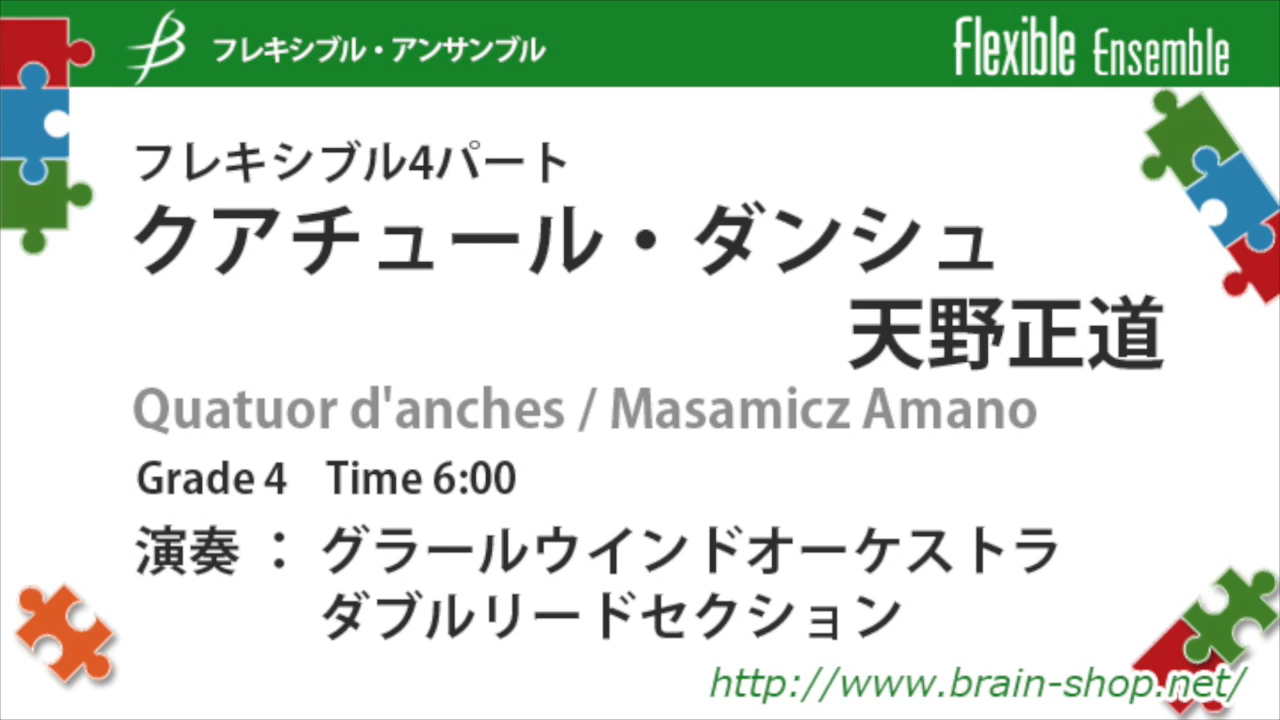 フレキシブル・アンサンブル
Flexible Ensemble
フレキシブル4パート
クアチュール・ダンシュ
天野正道
Quatuor d'anches / Masamicz Amano
Grade 4 Time 6:00
演奏 ： グラールウインドオーケストラ
ダブルリードセクション
http://www.brain-shop.net/